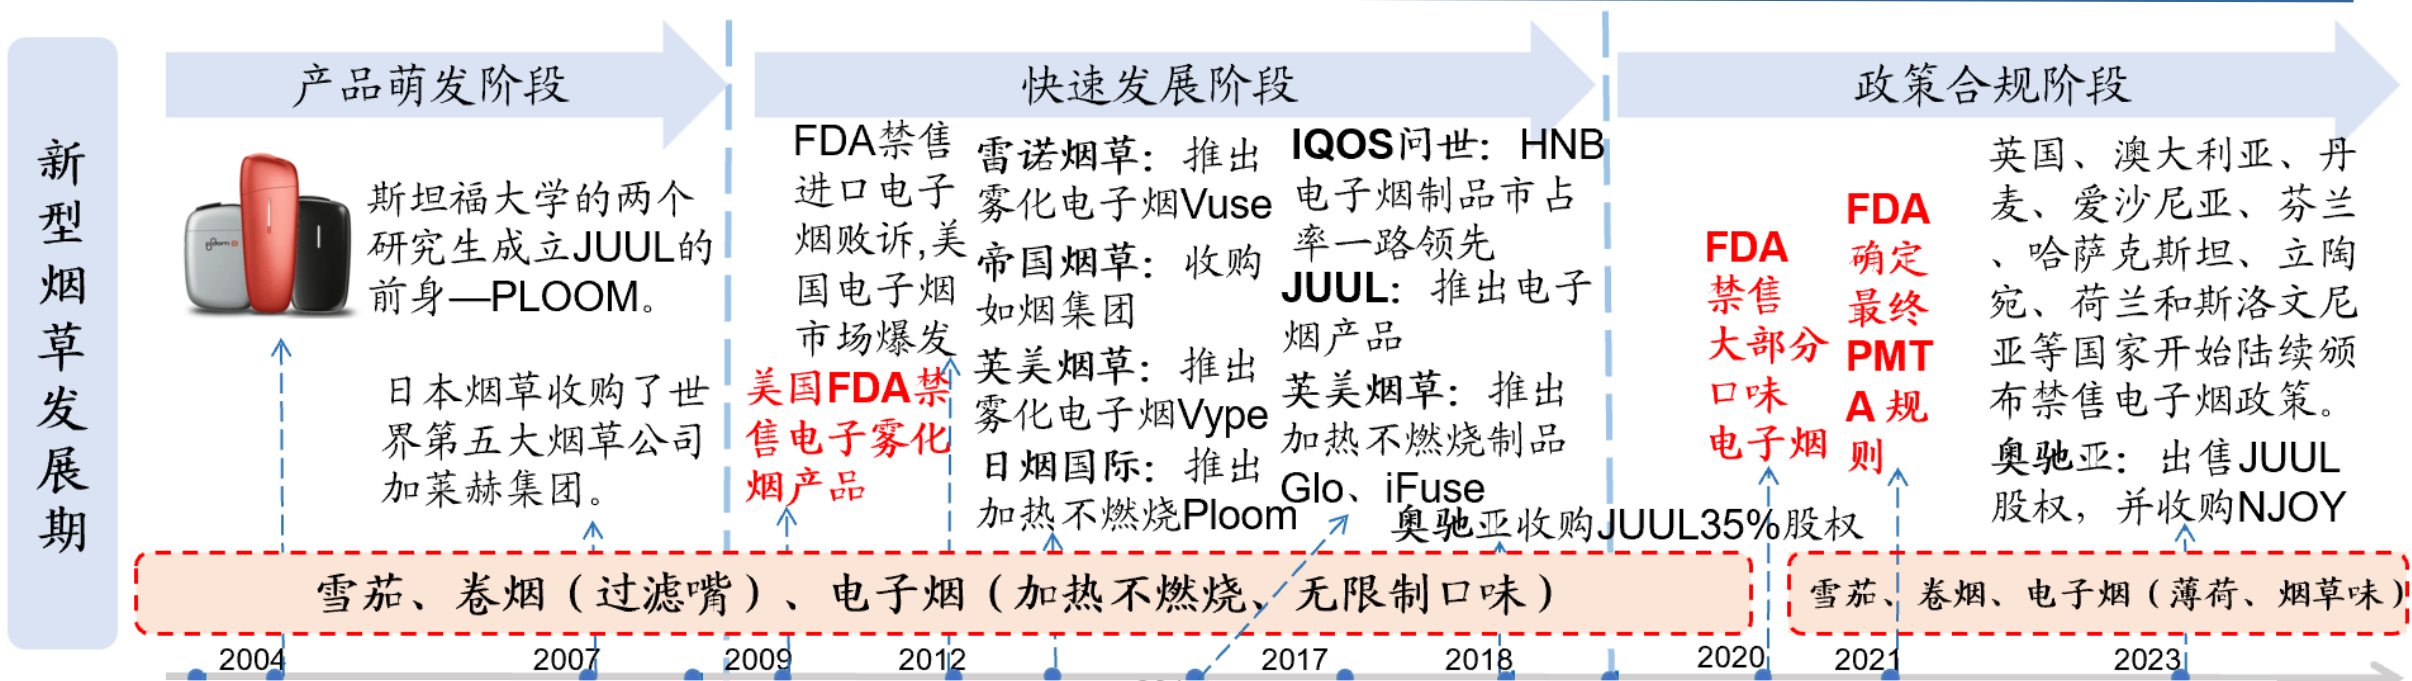 新型烟草发展期
产品萌发阶段
快速发展阶段
政策合规阶段
斯坦福大学的两个
研究生成立JUUL的
前身—PLOOM。
日本烟草收购了世
界第五大烟草公司
加莱赫集团。
FDA禁售
进口电子
烟败诉,美
国电子烟
市场爆发
美国FDA禁
售电子雾化
烟产品
雷诺烟草：推出
雾化电子烟Vuse
帝国烟草：收购
如烟集团
英美烟草：推出
雾化电子烟Vype
日烟国际：推出
加热不燃烧Ploom
IQOS问世：HNB
电子烟制品市占
率一路领先
JUUL：推出电子
烟产品
英美烟草：推出
加热不燃烧制品
Glo、iFuse
奥驰亚收购JUUL35%股权
FDA
禁售
大部分
口味
电子烟
FDA
确定
最终
PMT
A 规
则
英国、澳大利亚、丹
麦、爱沙尼亚、芬兰
、哈萨克斯坦、立陶
宛、荷兰和斯洛文尼
亚等国家开始陆续颁
布禁售电子烟政策。
奥驰亚：出售JUUL
股权，并收购NJOY
雪茄、卷烟（过滤嘴）、电子烟（加热不燃烧、无限制口味）
雪茄、卷烟、电子烟（薄荷、烟草味）
2004
2007
2009
2012
2017
2018
2020
2021
2023